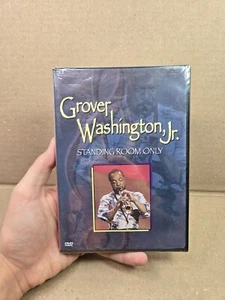 Grover
Washington, Jr.
STANDING ROOM ONLY
DVD